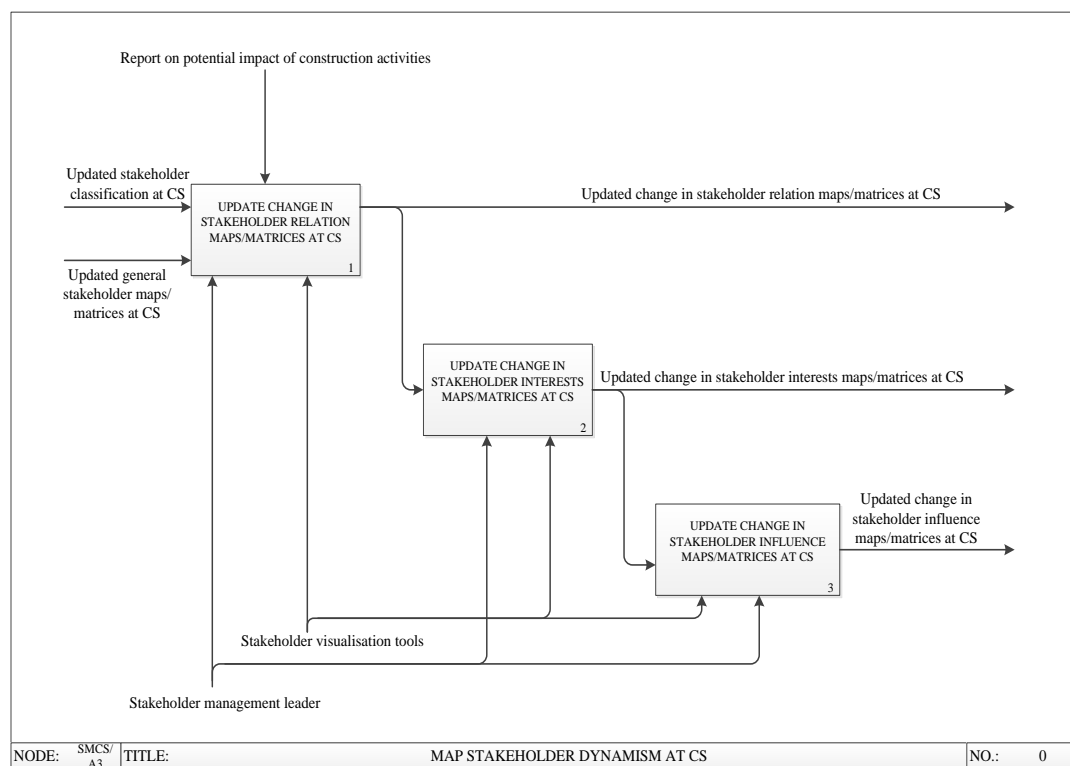 Report on potential impact of construction activities
Updated stakeholder
classification at CS
UPDATE CHANGE IN
STAKEHOLDER RELATION
MAPS/MATRICES AT CS
1
Updated change in stakeholder relation maps/matrices at CS
Updated general
stakeholder maps/
matrices at CS
UPDATE CHANGE IN
STAKEHOLDER INTERESTS
MAPS/MATRICES AT CS
2
Updated change in stakeholder interests maps/matrices at CS
UPDATE CHANGE IN
STAKEHOLDER INFLUENCE
MAPS/MATRICES AT CS
3
Updated change in
stakeholder influence
maps/matrices at CS
Stakeholder visualisation tools
Stakeholder management leader
NODE:
SMCS/
A3
TITLE:
MAP STAKEHOLDER DYNAMISM AT CS
NO.: 0